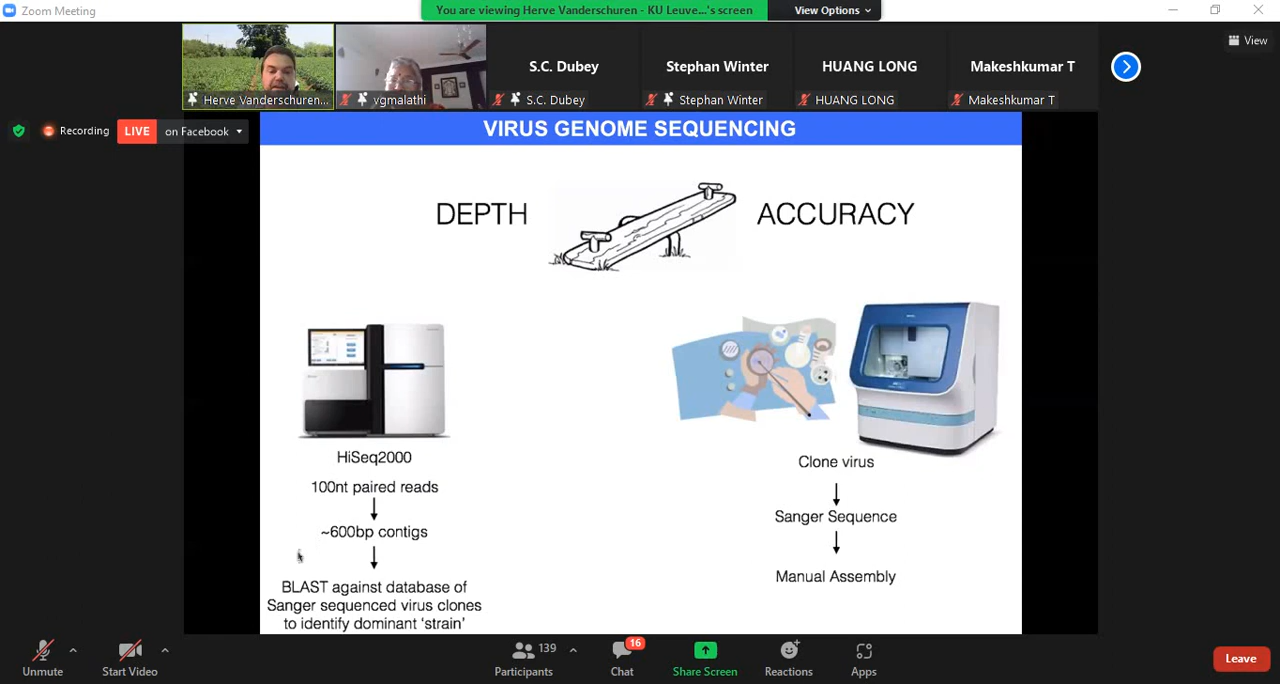 Zoom Meeting
You are viewing Herve Vanderschuren - KU Leuve...'s screen
View Options
View
S.C. Dubey
Stephan Winter
HUANG LONG
Makeshkumar T
Herve Vanderschuren...
vgmalathi
S.C. Dubey
Stephan Winter
HUANG LONG
Makeshkumar T
Recording
LIVE on Facebook
VIRUS GENOME SEQUENCING
DEPTH
ACCURACY
HiSeq2000
100nt paired reads
~600bp contigs
BLAST against database of
Sanger sequenced virus clones
to identify dominant 'strain'
Clone virus
Sanger Sequence
Manual Assembly
Unmute
Start Video
139
Participants
16
Chat
Share Screen
Reactions
Apps
Leave